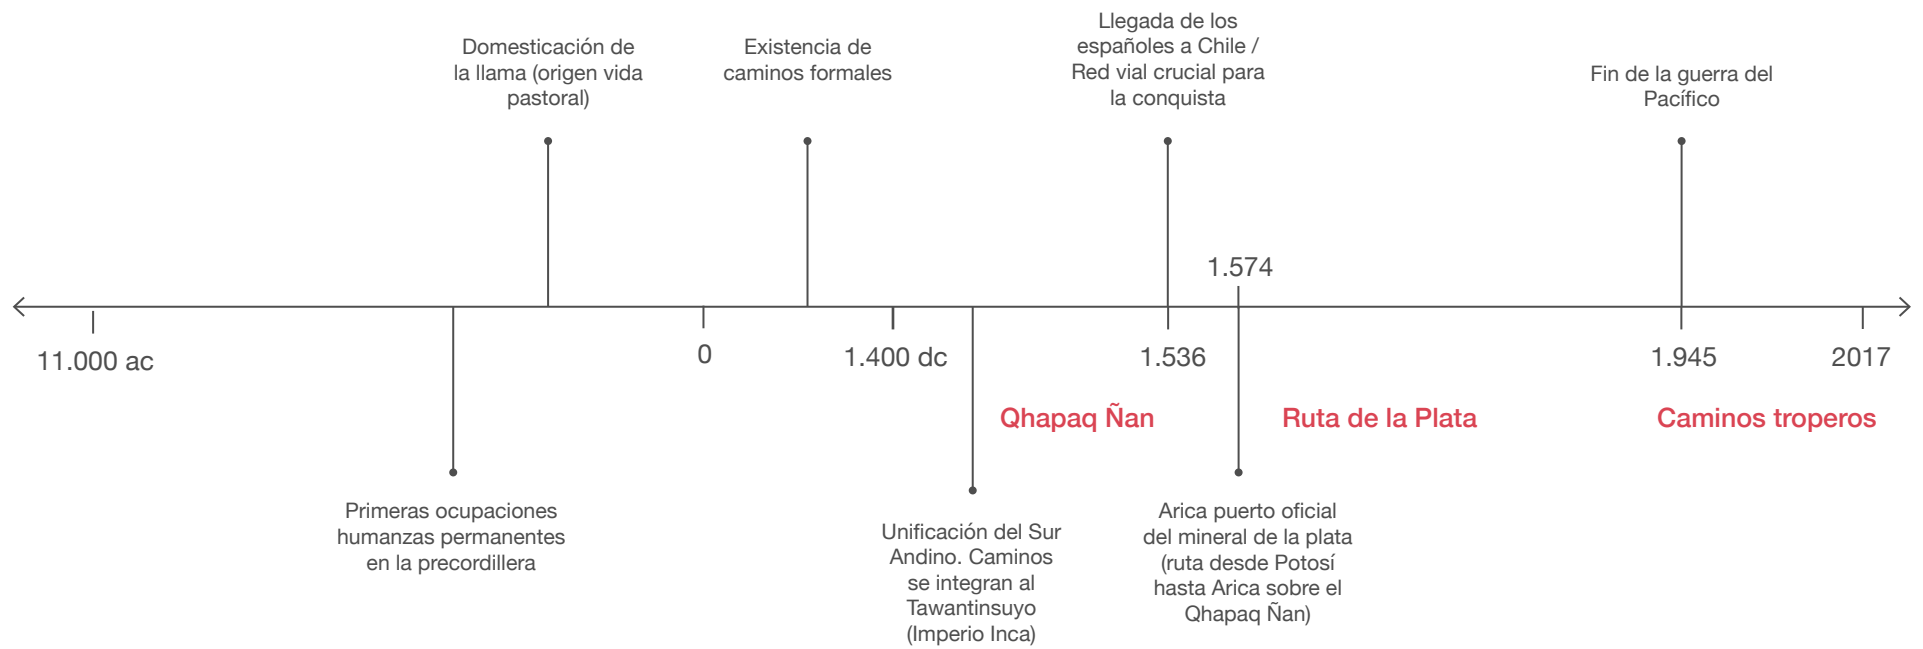 Domesticación de
la llama (origen vida
pastoral)
Existencia de
caminos formales
Llegada de los
españoles a Chile /
Red vial crucial para
la conquista
Fin de la guerra del
Pacífico
1.574
11.000 ac
0
1.400 dc
1.536
1.945
2017
Qhapaq Ñan
Ruta de la Plata
Caminos troperos
Primeras ocupaciones
humanzas permanentes
en la precordillera
Unificación del Sur
Andino. Caminos
se integran al
Tawantinsuyo
(Imperio Inca)
Arica puerto oficial
del mineral de la plata
(ruta desde Potosí
hasta Arica sobre el
Qhapaq Ñan)